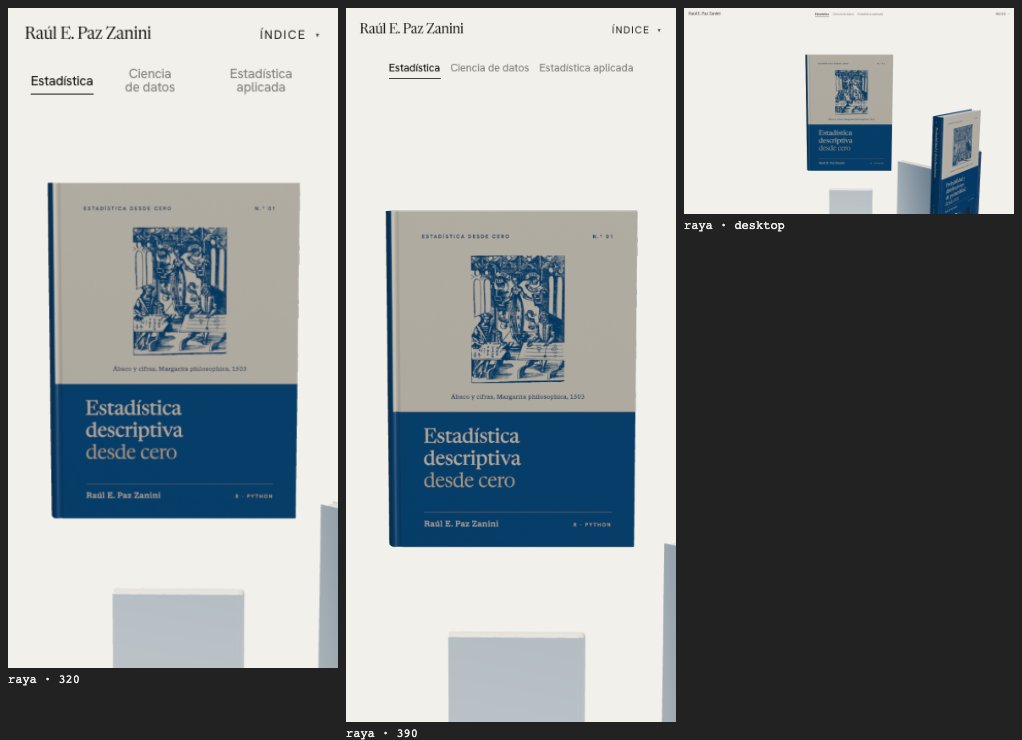 Raúl E. Paz Zanini
ÍNDICE
Estadística
Ciencia
de datos
Estadística
aplicada
ESTADÍSTICA DESDE CERO
N.º 01
Ábaco y cifras, Margarita philosophica, 1503
Estadística
descriptiva
desde cero
Raúl E. Paz Zanini
R · PYTHON
raya · 320
Raúl E. Paz Zanini
ÍNDICE
Estadística Ciencia de datos Estadística aplicada
ESTADÍSTICA DESDE CERO
N.º 01
Ábaco y cifras, Margarita philosophica, 1503
Estadística
descriptiva
desde cero
Raúl E. Paz Zanini
R · PYTHON
raya · 390
Estadística
descriptiva
desde cero
raya · desktop